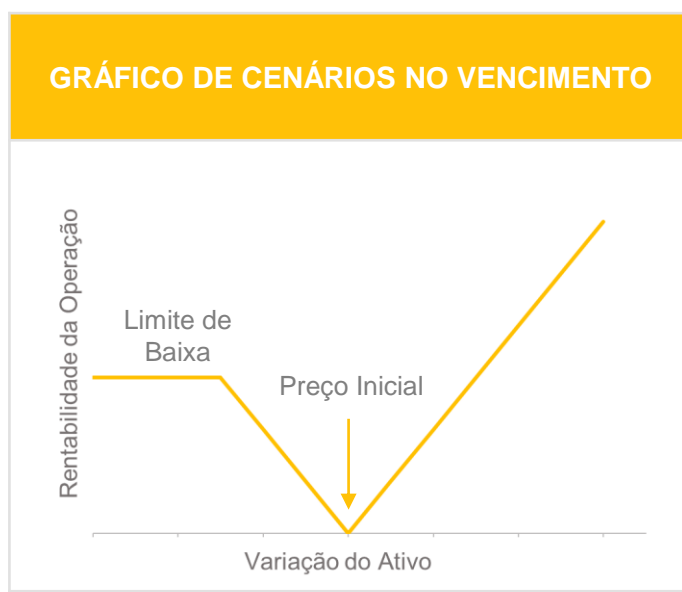 GRÁFICO DE CENÁRIOS NO VENCIMENTO
Rentabilidade da Operação
Limite de
Baixa
Preço Inicial
Variação do Ativo